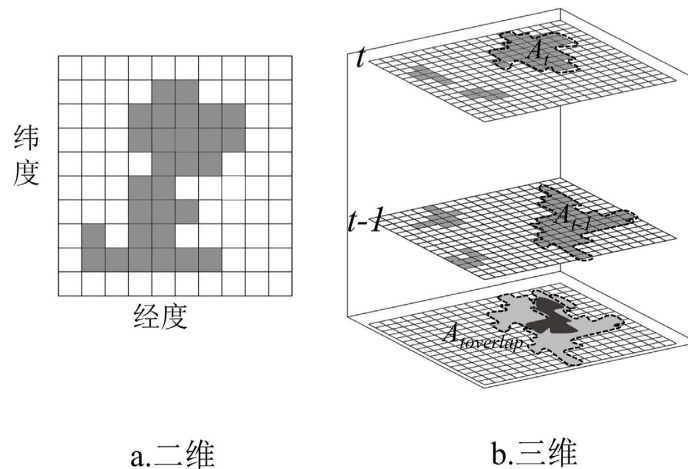 纬度
经度
a.二维
t
A_t
t-1
A_{t-1}
A_{toverlap}
b.三维